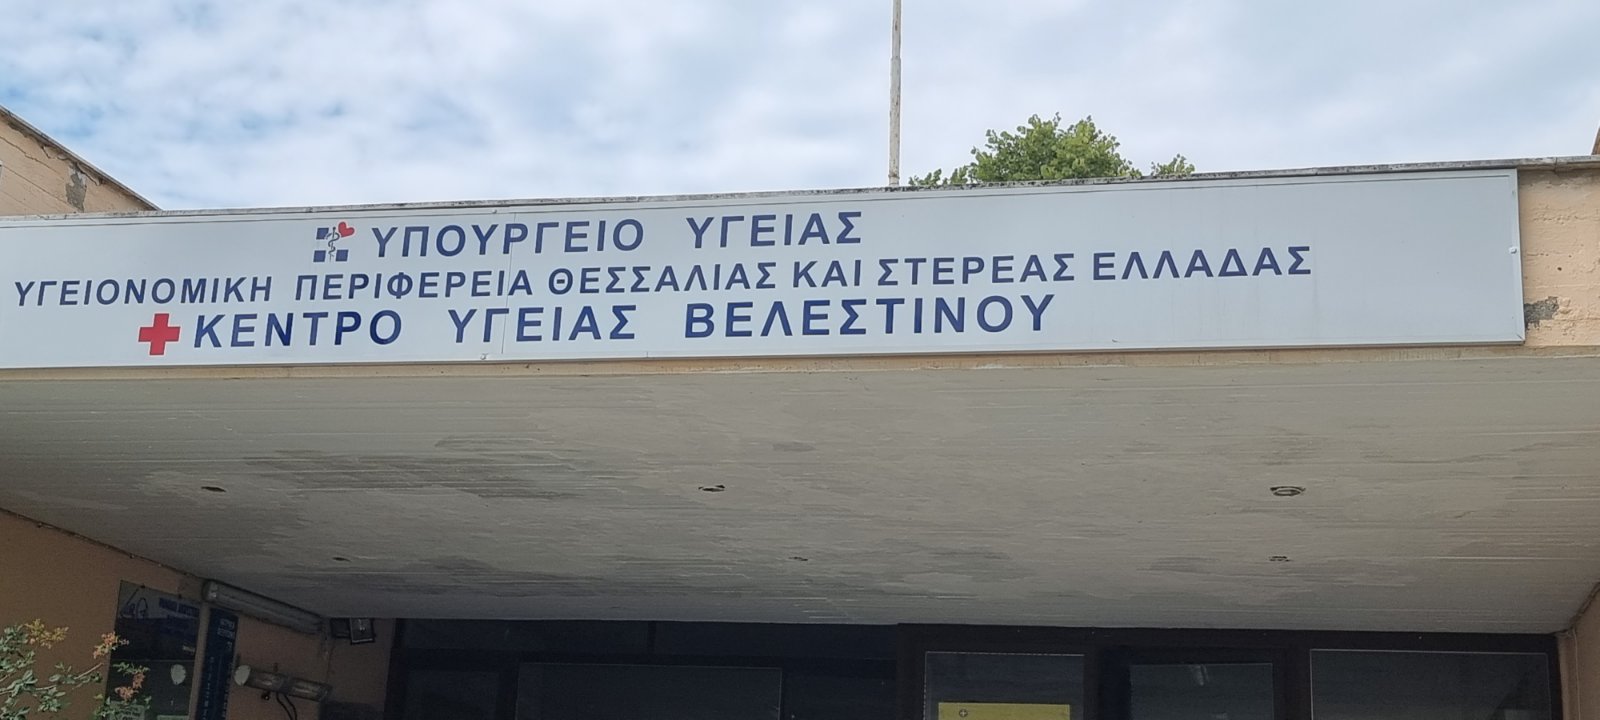 ΥΠΟΥΡΓΕΙΟ ΥΓΕΙΑΣ
ΥΓΕΙΟΝΟΜΙΚΗ ΠΕΡΙΦΕΡΕΙΑ ΘΕΣΣΑΛΙΑΣ ΚΑΙ ΣΤΕΡΕΑΣ ΕΛΛΑΔΑΣ
ΚΕΝΤΡΟ ΥΓΕΙΑΣ ΒΕΛΕΣΤΙΝΟΥ